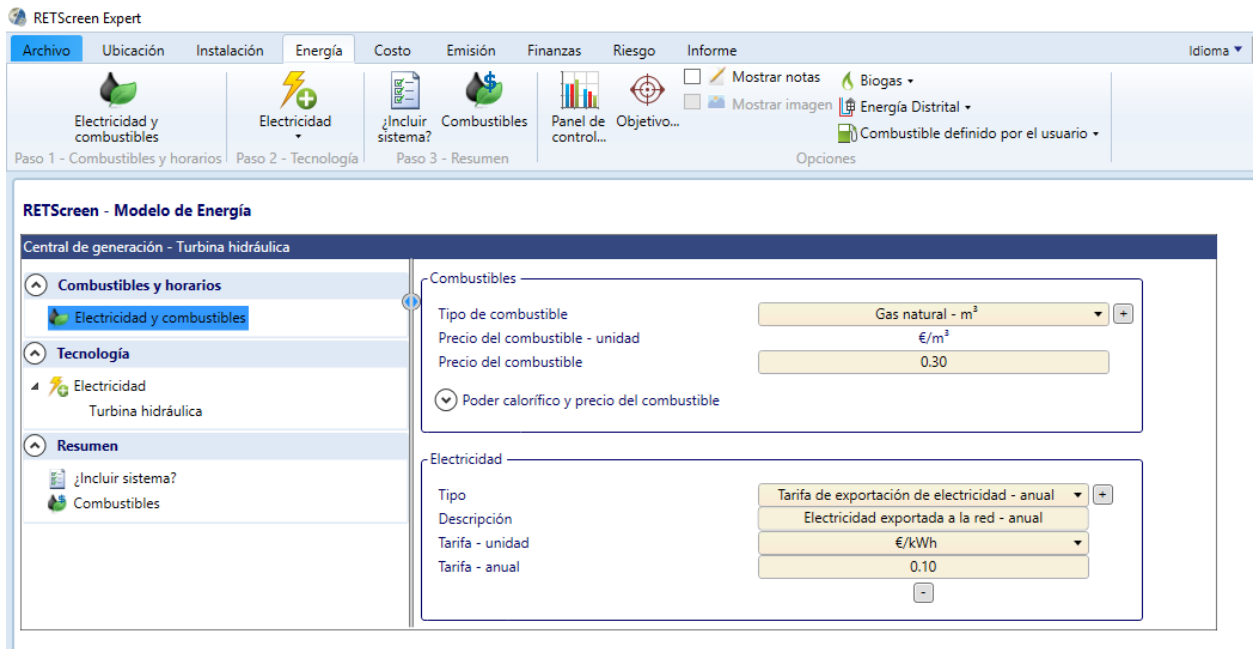 RETScreen Expert
Archivo Ubicación Instalación Energía Costo Emisión Finanzas Riesgo Informe Idioma
Electricidad y combustibles
Electricidad
¿Incluir sistema?
Combustibles
Panel de control...
Objetivo...
Mostrar notas
Mostrar imagen
Biogas
Energía Distrital
Combustible definido por el usuario
Paso 1 - Combustibles y horarios Paso 2 - Tecnología Paso 3 - Resumen Opciones
RETScreen - Modelo de Energía
Central de generación - Turbina hidráulica
Combustibles y horarios
Electricidad y combustibles
Tecnología
Electricidad
Turbina hidráulica
Resumen
¿Incluir sistema?
Combustibles
Combustibles
Tipo de combustible Gas natural - m³ +
Precio del combustible - unidad €/m³
Precio del combustible 0.30
Poder calorífico y precio del combustible
Electricidad
Tipo Tarifa de exportación de electricidad - anual +
Descripción Electricidad exportada a la red - anual
Tarifa - unidad €/kWh
Tarifa - anual 0.10
-